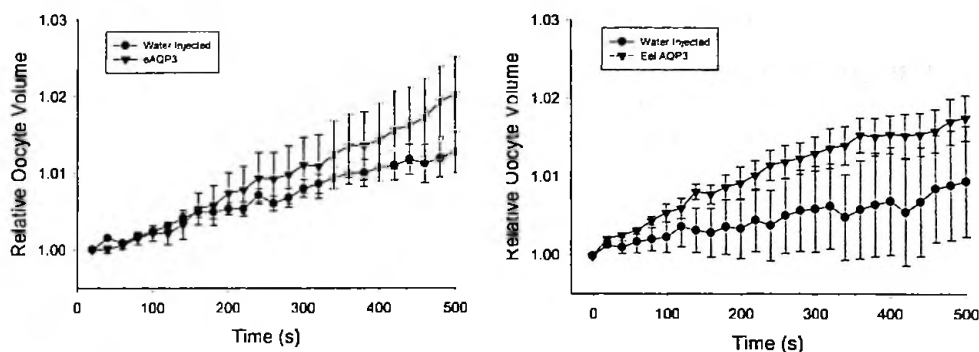 1.03
1.02
1.01
1.00
Relative Oocyte Volume
Water Injected
eAQP3
0 100 200 300 400 500
Time (s)
1.03
1.02
1.01
1.00
Relative Oocyte Volume
Water Injected
Eel AQP3
0 100 200 300 400 500
Time (s)